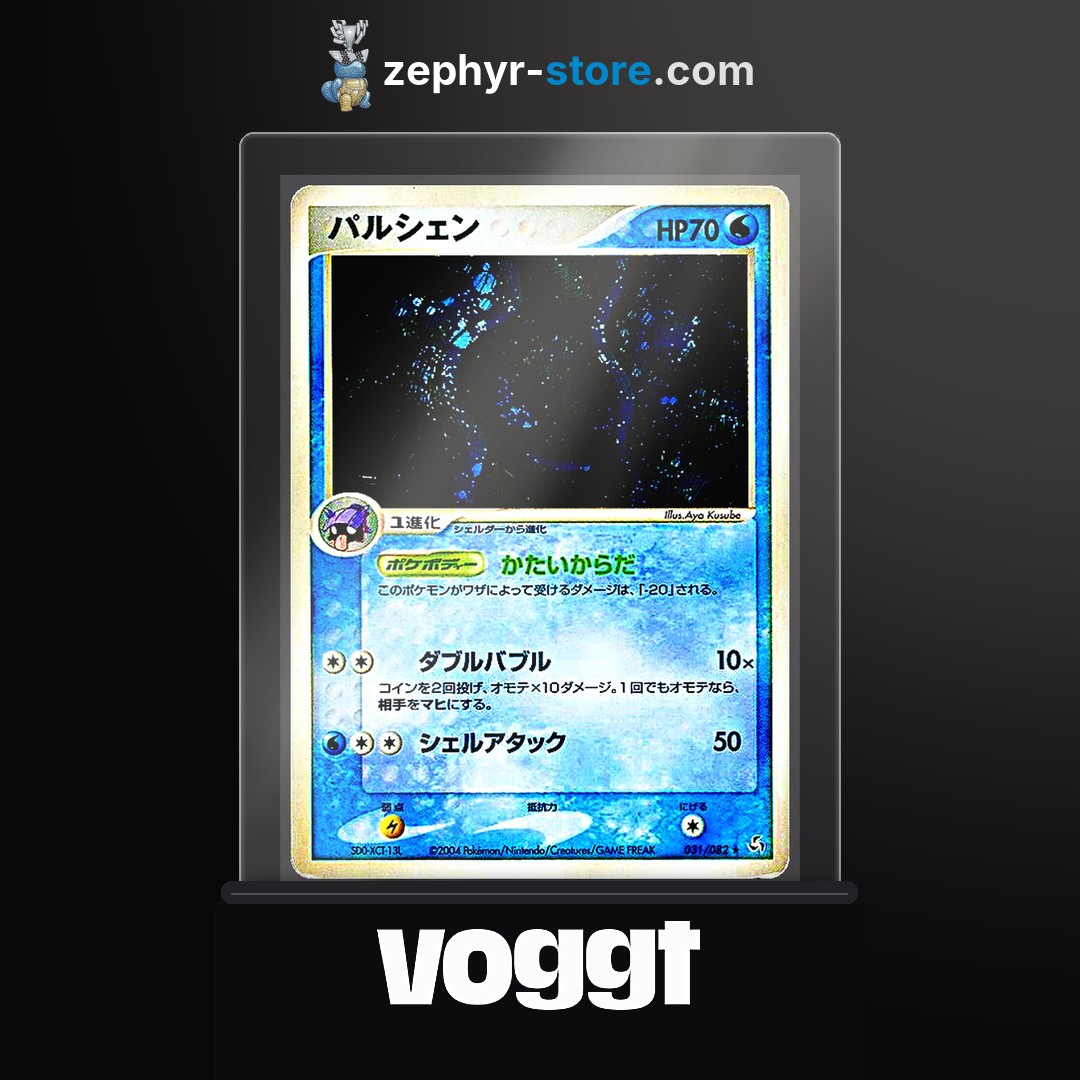 zephyr-store.com
パルシェン
HP70
Illus.Aya Kusube
1進化
シェルダーから進化
ポケボディー かたいからだ
このポケモンがワザによって受けるダメージは、「-20」される。
ダブルバブル 10×
コインを2回投げ、オモテ×10ダメージ。1回でもオモテなら、
相手をマヒにする。
シェルアタック 50
弱点 抵抗力 にげる
©2004 Pokémon/Nintendo/Creatures/GAME FREAK 031/082 ★
voggt